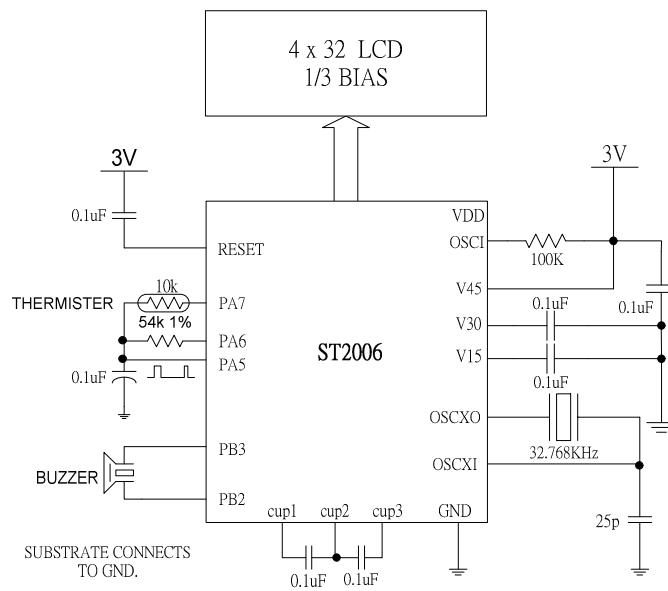 4 x 32 LCD
1/3 BIAS
3V
3V
0.1uF
VDD
RESET
OSCI
100K
10k
THERMISTER
PA7
V45
0.1uF
0.1uF
54k 1%
PA6
V30
ST2006
PA5
V15
0.1uF
0.1uF
OSCXO
PB3
32.768KHz
OSCXI
BUZZER
PB2
cup1
cup2
cup3
GND
25p
SUBSTRATE CONNECTS
TO GND.
0.1uF
0.1uF